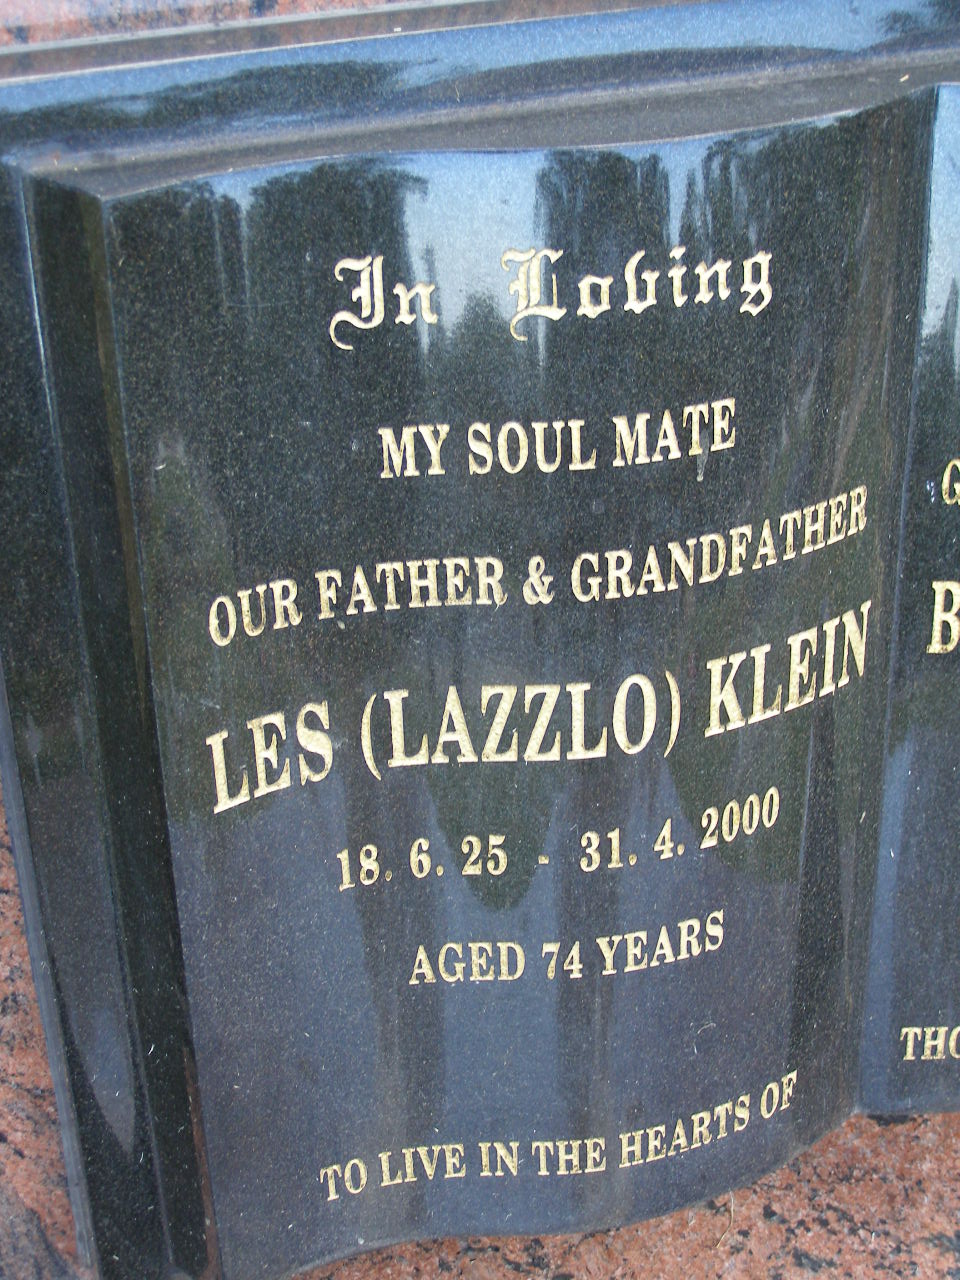 In Loving
MY SOUL MATE
OUR FATHER & GRANDFATHER
LES (LAZZLO) KLEIN
18. 6. 25 - 31. 4. 2000
AGED 74 YEARS
TO LIVE IN THE HEARTS OF